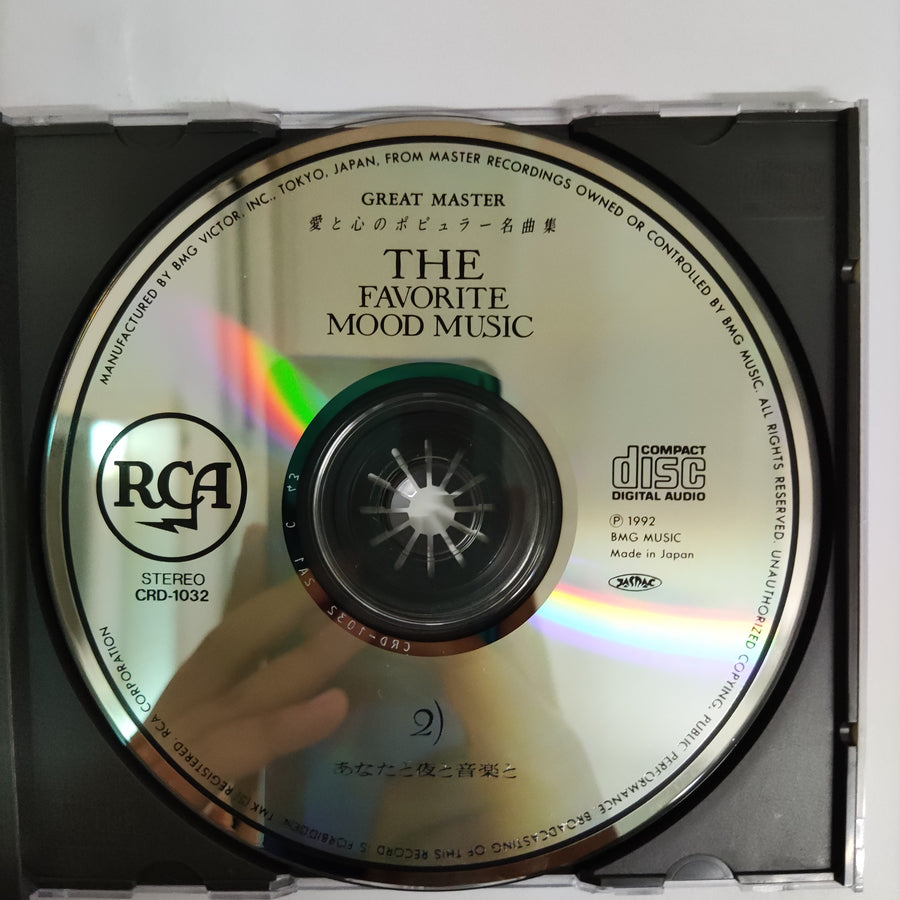 MANUFACTURED BY BMG VICTOR, INC., TOKYO, JAPAN, FROM MASTER RECORDINGS OWNED OR CONTROLLED BY BMG MUSIC. ALL RIGHTS RESERVED. UNAUTHORIZED COPYING, PUBLIC PERFORMANCE, BROADCASTING OF THIS RECORD IS FORBIDDEN. TMK(S) REGISTERED. RCA CORPORATION
GREAT MASTER
愛と心のポピュラー名曲集
THE
FAVORITE
MOOD MUSIC
RCA
STEREO
CRD-1032
COMPACT
disc
DIGITAL AUDIO
Ⓟ 1992
BMG MUSIC
Made in Japan
JASRAC
CRD-1032
2)
あなたと夜と音楽と